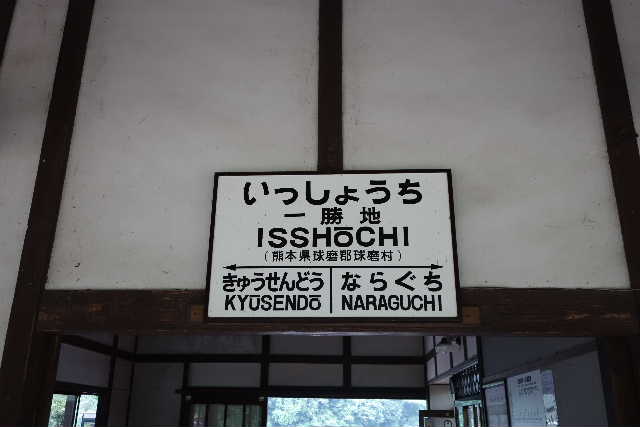 いっしょうち
一勝地
ISSHōCHI
（熊本県球磨郡球磨村）
きゅうせんどう ならぐち
KYŪSENDŌ NARAGUCHI